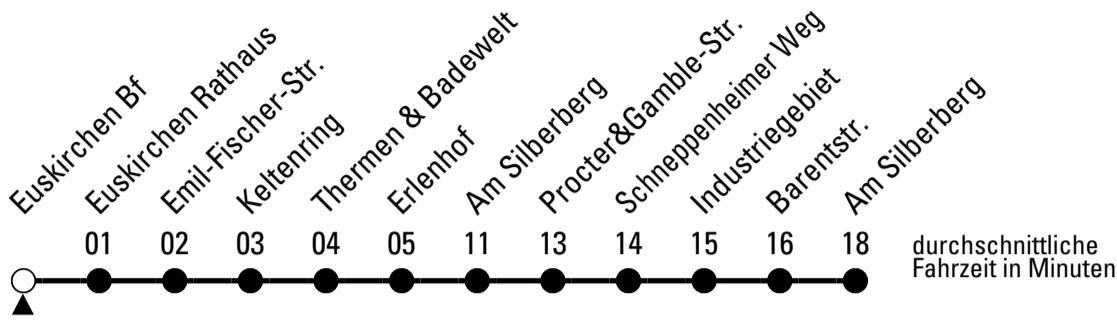 Euskirchen Bf
Euskirchen Rathaus
Emil-Fischer-Str.
Keltenring
Thermen & Badewelt
Erlenhof
Am Silberberg
Procter&Gamble-Str.
Schneppenheimer Weg
Industriegebiet
Barentstr.
Am Silberberg
01 02 03 04 05 11 13 14 15 16 18
durchschnittliche
Fahrzeit in Minuten